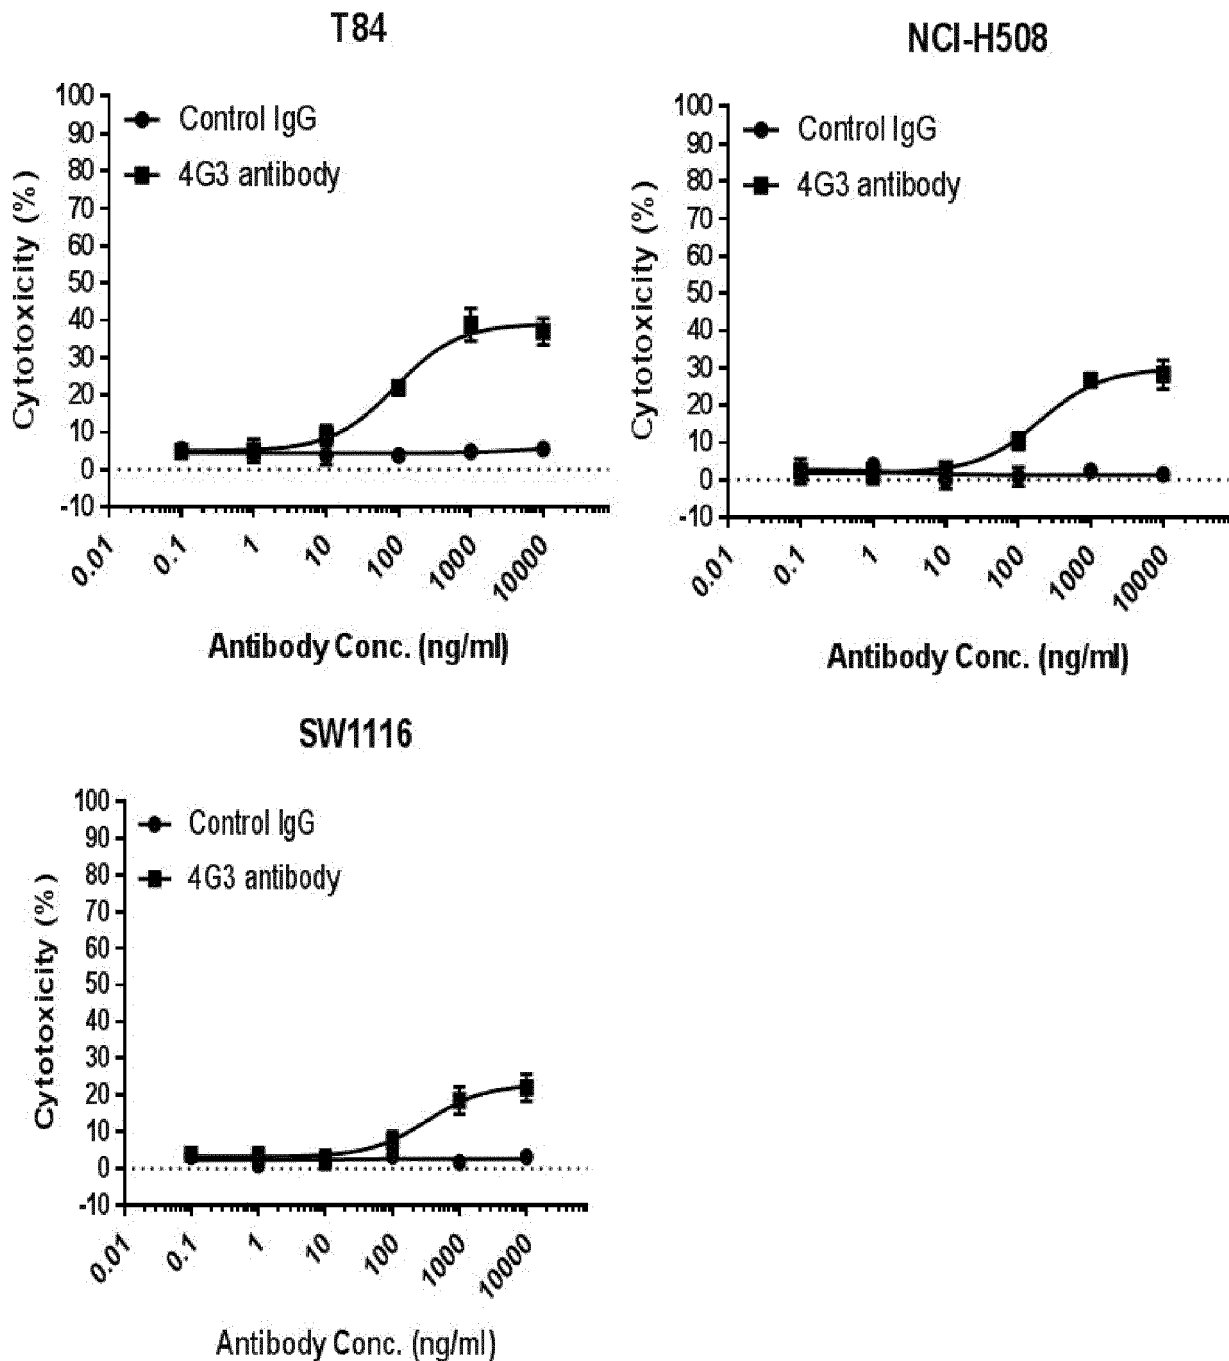 T84
Control IgG
4G3 antibody
100
90
80
70
60
50
40
30
20
10
0
-10
Cytotoxicity (%)
0.01 0.1 1 10 100 1000 10000
Antibody Conc. (ng/ml)
NCI-H508
Control IgG
4G3 antibody
100
90
80
70
60
50
40
30
20
10
0
-10
Cytotoxicity (%)
0.01 0.1 1 10 100 1000 10000
Antibody Conc. (ng/ml)
SW1116
Control IgG
4G3 antibody
100
90
80
70
60
50
40
30
20
10
0
-10
Cytotoxicity (%)
0.01 0.1 1 10 100 1000 10000
Antibody Conc. (ng/ml)